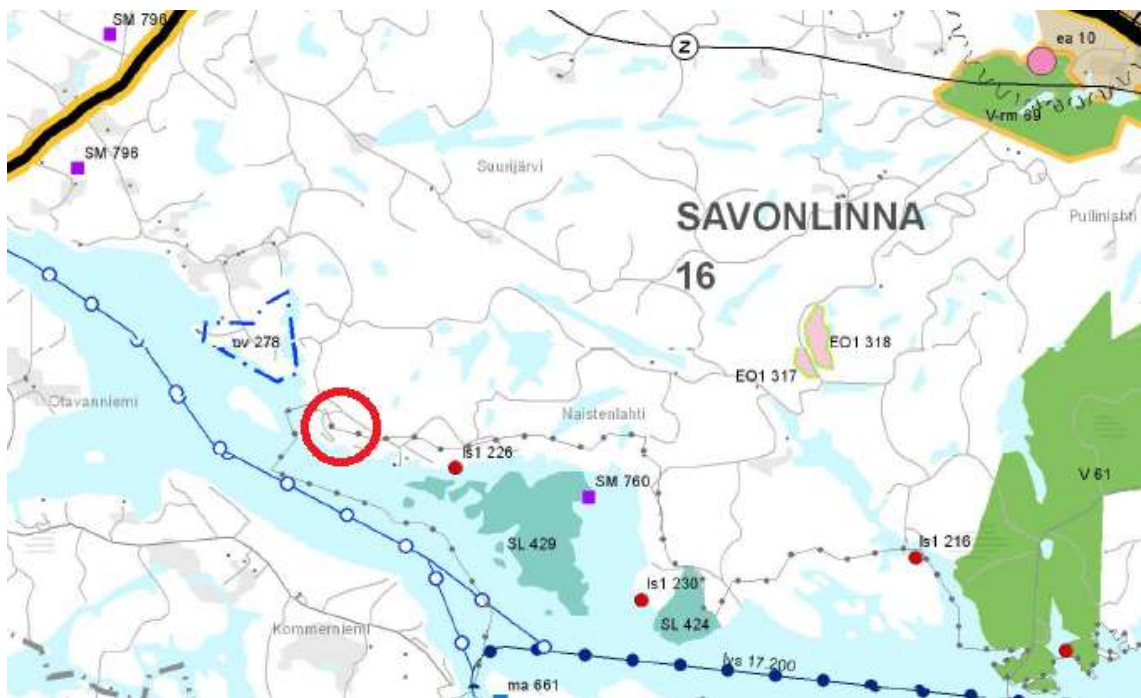 SM 796
ea 10
Z
V-rm 69
SM 796
Suurijärvi
SAVONLINNA
16
Pullinlahti
pv 278
EO1 318
EO1 317
Otavanniemi
Naistenlahti
ls1 226
SM 760
V 61
SL 429
ls1 216
ls1 230
SL 424
Kommerniemi
lvs 17.200
ma 661